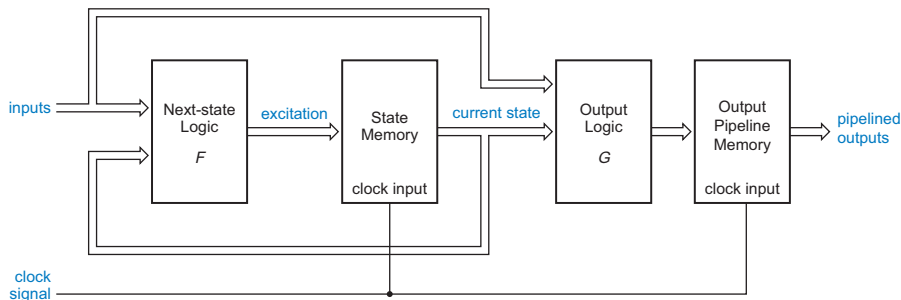 inputs
Next-state
Logic
F
excitation
State
Memory
clock input
current state
Output
Logic
G
Output
Pipeline
Memory
clock input
pipelined
outputs
clock
signal